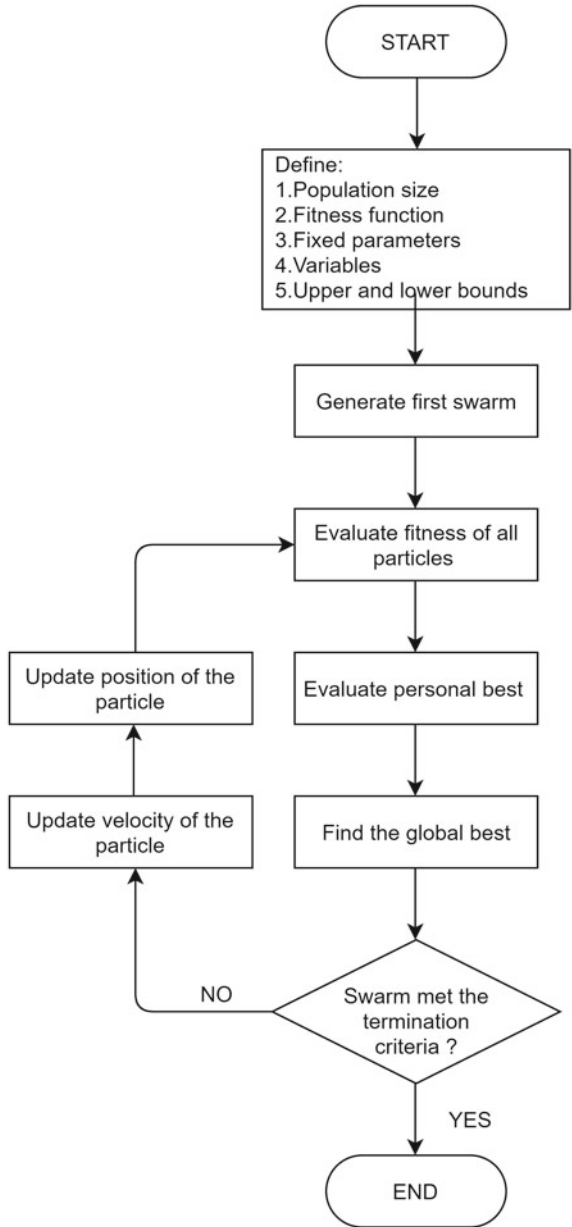 START
Define:
1.Population size
2.Fitness function
3.Fixed parameters
4.Variables
5.Upper and lower bounds
Generate first swarm
Evaluate fitness of all
particles
Update position of the
particle
Evaluate personal best
Update velocity of the
particle
Find the global best
NO
Swarm met the
termination
criteria ?
YES
END